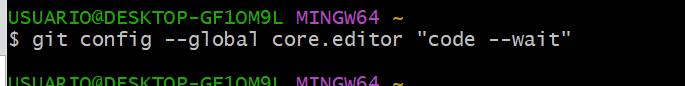 USUARIO@DESKTOP-GF1OM9L MINGW64 ~
$ git config --global core.editor "code --wait"
USUARIO@DESKTOP-GF1OM9L MINGW64 ~